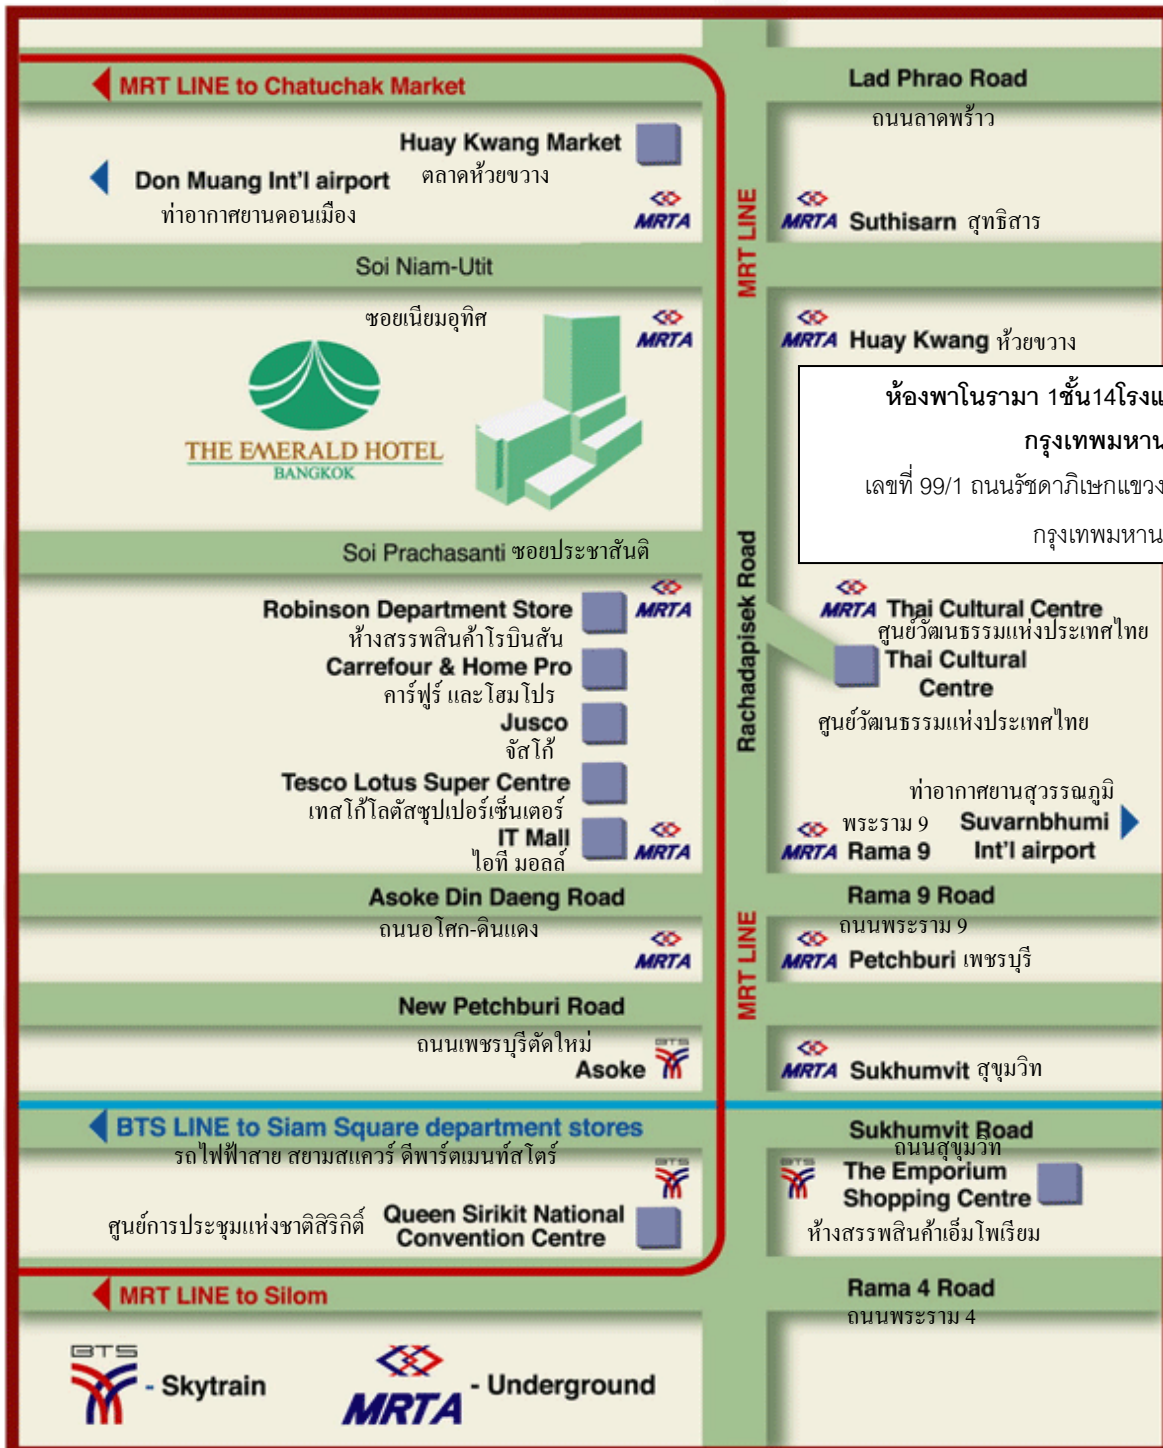 MRT LINE to Chatuchak Market
Lad Phrao Road
ถนนลาดพร้าว
Huay Kwang Market
ตลาดห้วยขวาง
Don Muang Int'l airport
ท่าอากาศยานดอนเมือง
MRTA
MRT LINE
MRTA Suthisarn สุทธิสาร
Soi Niam-Utit
ซอยเนียมอุทิศ
MRTA
MRTA Huay Kwang ห้วยขวาง
THE EMERALD HOTEL
BANGKOK
ห้องพาโนรามา 1ชั้น14โรงแ
กรุงเทพมหาน
เลขที่ 99/1 ถนนรัชดาภิเษกแขวง
กรุงเทพมหาน
Soi Prachasanti ซอยประชาสันติ
Rachadapisek Road
Robinson Department Store
MRTA
ห้างสรรพสินค้าโรบินสัน
MRTA Thai Cultural Centre
ศูนย์วัฒนธรรมแห่งประเทศไทย
Carrefour & Home Pro
คาร์ฟูร์ และโฮมโปร
Thai Cultural
Centre
ศูนย์วัฒนธรรมแห่งประเทศไทย
Jusco
จัสโก้
Tesco Lotus Super Centre
เทสโก้โลตัสซุปเปอร์เซ็นเตอร์
ท่าอากาศยานสุวรรณภูมิ
Suvarnbhumi
Int'l airport
IT Mall
ไอที มอลล์
MRTA
พระราม 9
MRTA Rama 9
Asoke Din Daeng Road
ถนนอโศก-ดินแดง
Rama 9 Road
ถนนพระราม 9
MRTA
MRT LINE
MRTA Petchburi เพชรบุรี
New Petchburi Road
ถนนเพชรบุรีตัดใหม่
Asoke
BTS
MRTA Sukhumvit สุขุมวิท
BTS LINE to Siam Square department stores
รถไฟฟ้าสาย สยามสแควร์ ดีพาร์ตเมนท์สโตร์
Sukhumvit Road
ถนนสุขุมวิท
BTS
BTS
The Emporium
Shopping Centre
ห้างสรรพสินค้าเอ็มโพเรียม
ศูนย์การประชุมแห่งชาติสิริกิติ์
Queen Sirikit National
Convention Centre
MRT LINE to Silom
Rama 4 Road
ถนนพระราม 4
BTS
- Skytrain
MRTA
- Underground